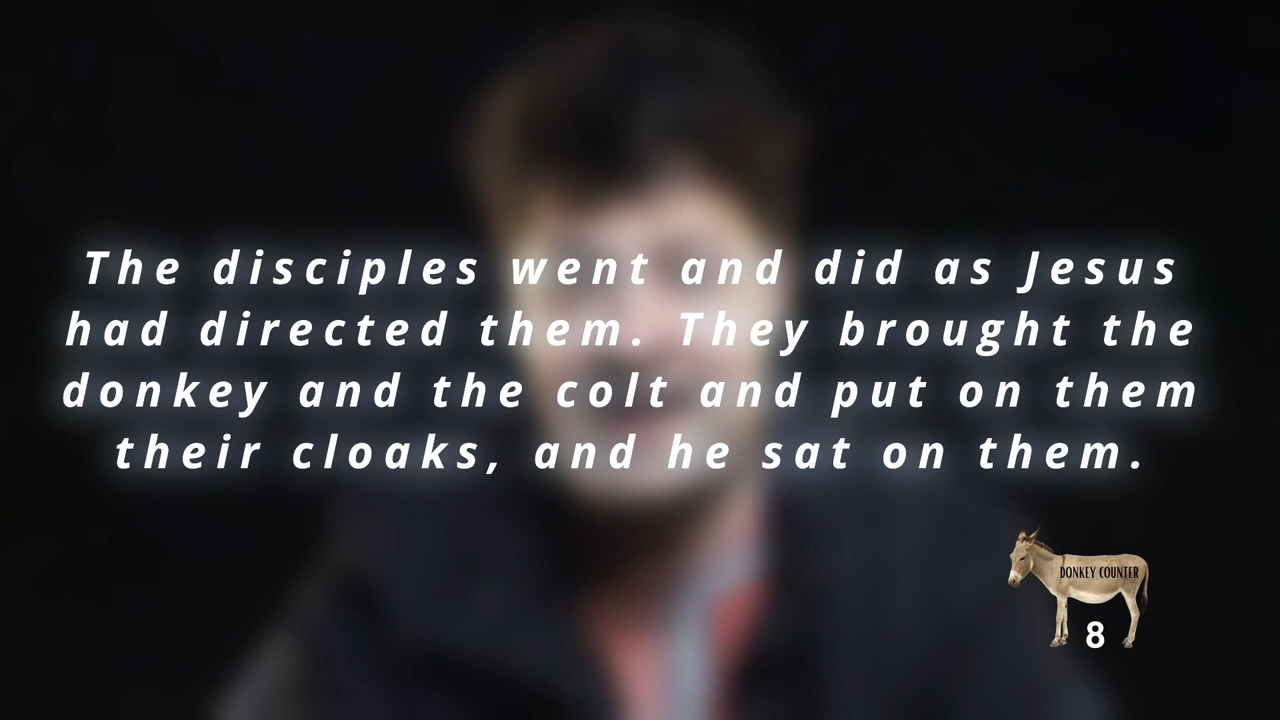 The disciples went and did as Jesus
had directed them. They brought the
donkey and the colt and put on them
their cloaks, and he sat on them.
DONKEY COUNTER
8